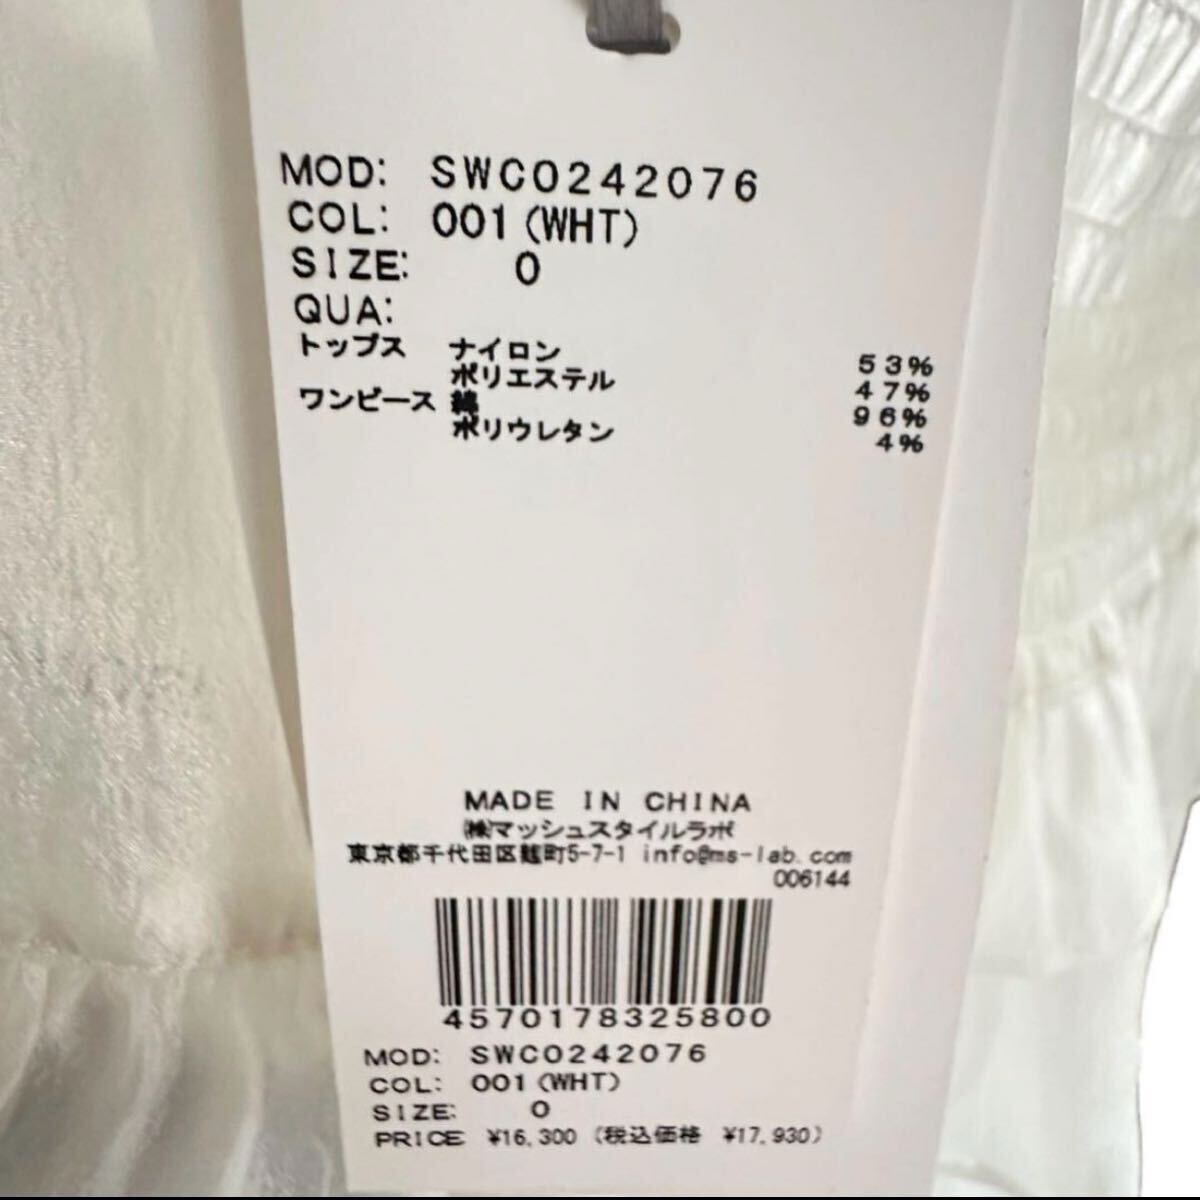 MOD: SWC0242076
COL: 001(WHT)
SIZE: 0
QUA:
トップス ナイロン 53%
ポリエステル 47%
ワンピース 綿 96%
ポリウレタン 4%
MADE IN CHINA
㈱マッシュスタイルラボ
東京都千代田区麹町5-7-1 info@ms-lab.com
006144
4570178325800
MOD: SWC0242076
COL: 001(WHT)
SIZE: 0
PRICE ¥16,300 (税込価格 ¥17,930)